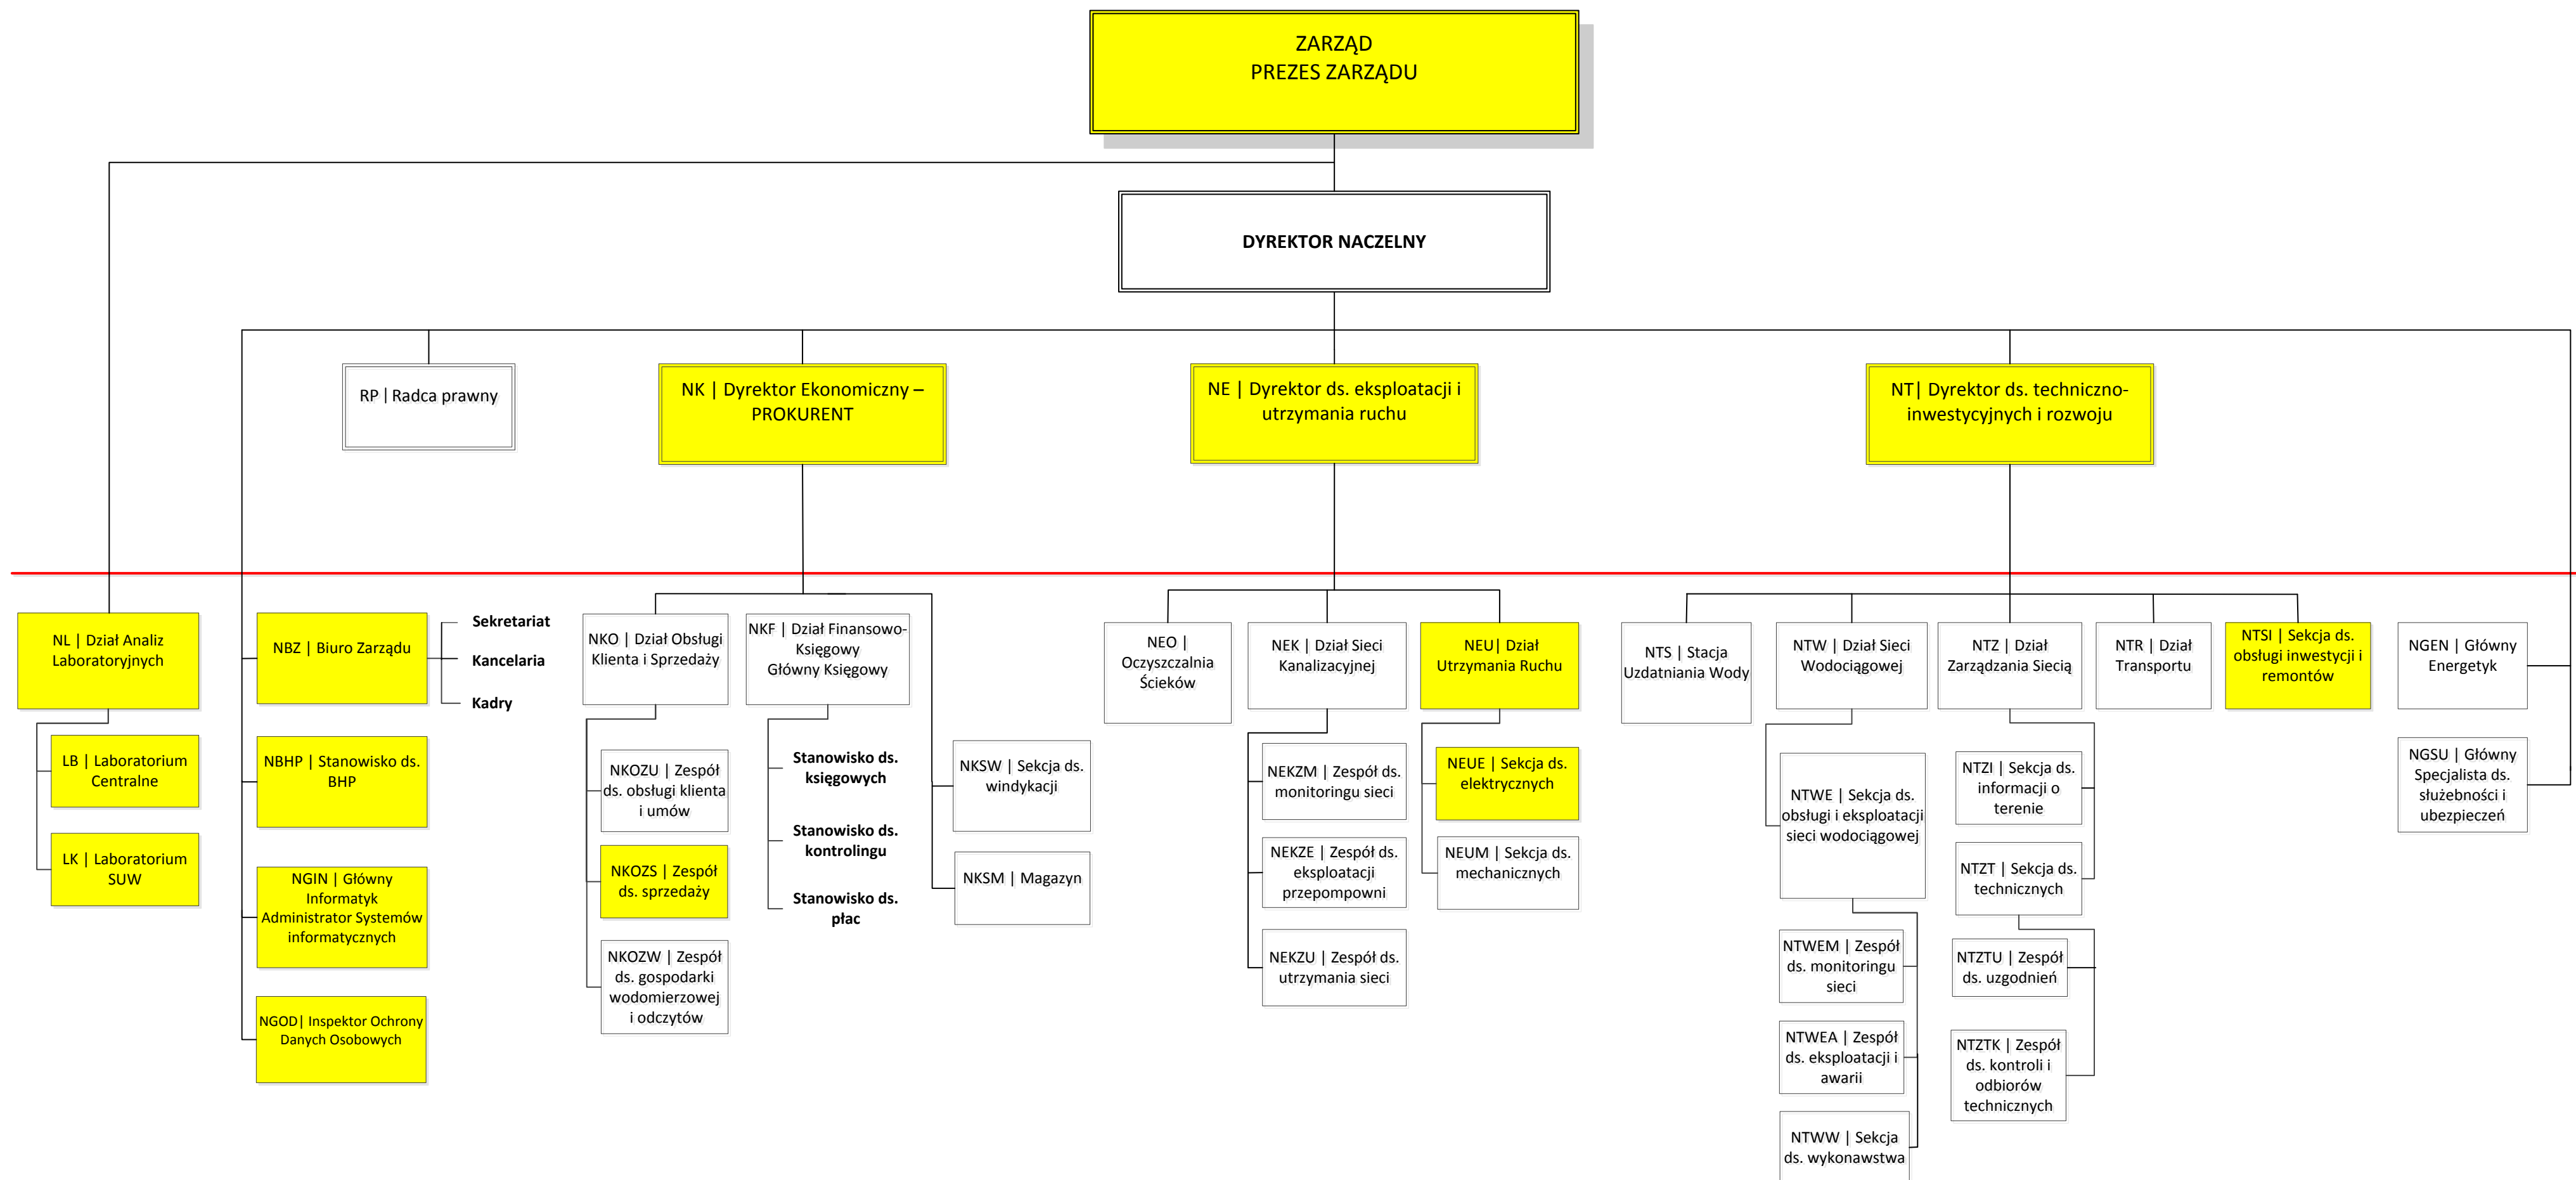 ZARZĄD
PREZES ZARZĄDU
DYREKTOR NACZELNY
RP | Radca prawny
NK | Dyrektor Ekonomiczny –
PROKURENT
NE | Dyrektor ds. eksploatacji i
utrzymania ruchu
NT| Dyrektor ds. techniczno-
inwestycyjnych i rozwoju
NL | Dział Analiz
Laboratoryjnych
LB | Laboratorium
Centralne
LK | Laboratorium
SUW
NBZ | Biuro Zarządu
Sekretariat
Kancelaria
Kadry
NBHP | Stanowisko ds.
BHP
NGIN | Główny
Informatyk
Administrator Systemów
informatycznych
NGOD| Inspektor Ochrony
Danych Osobowych
NKO | Dział Obsługi
Klienta i Sprzedaży
NKOZU | Zespół
ds. obsługi klienta
i umów
NKOZS | Zespół
ds. sprzedaży
NKOZW | Zespół
ds. gospodarki
wodomierzowej
i odczytów
NKF | Dział Finansowo-
Księgowy
Główny Księgowy
Stanowisko ds.
księgowych
Stanowisko ds.
kontrolingu
Stanowisko ds.
płac
NKSW | Sekcja ds.
windykacji
NKSM | Magazyn
NEO |
Oczyszczalnia
Ścieków
NEK | Dział Sieci
Kanalizacyjnej
NEKZM | Zespół ds.
monitoringu sieci
NEKZE | Zespół ds.
eksploatacji
przepompowni
NEKZU | Zespół ds.
utrzymania sieci
NEU| Dział
Utrzymania Ruchu
NEUE | Sekcja ds.
elektrycznych
NEUM | Sekcja ds.
mechanicznych
NTS | Stacja
Uzdatniania Wody
NTW | Dział Sieci
Wodociągowej
NTWE | Sekcja ds.
obsługi i eksploatacji
sieci wodociągowej
NTWEM | Zespół
ds. monitoringu
sieci
NTWEA | Zespół
ds. eksploatacji i
awarii
NTWW | Sekcja
ds. wykonawstwa
NTZ | Dział
Zarządzania Siecią
NTZI | Sekcja ds.
informacji o
terenie
NTZT | Sekcja ds.
technicznych
NTZTU | Zespół
ds. uzgodnień
NTZTK | Zespół
ds. kontroli i
odbiorów
technicznych
NTR | Dział
Transportu
NTSI | Sekcja ds.
obsługi inwestycji i
remontów
NGEN | Główny
Energetyk
NGSU | Główny
Specjalista ds.
służebności i
ubezpieczeń